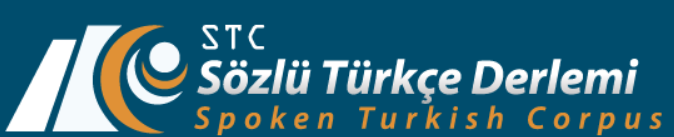 STC
Sözlü Türkçe Derlemi
Spoken Turkish Corpus